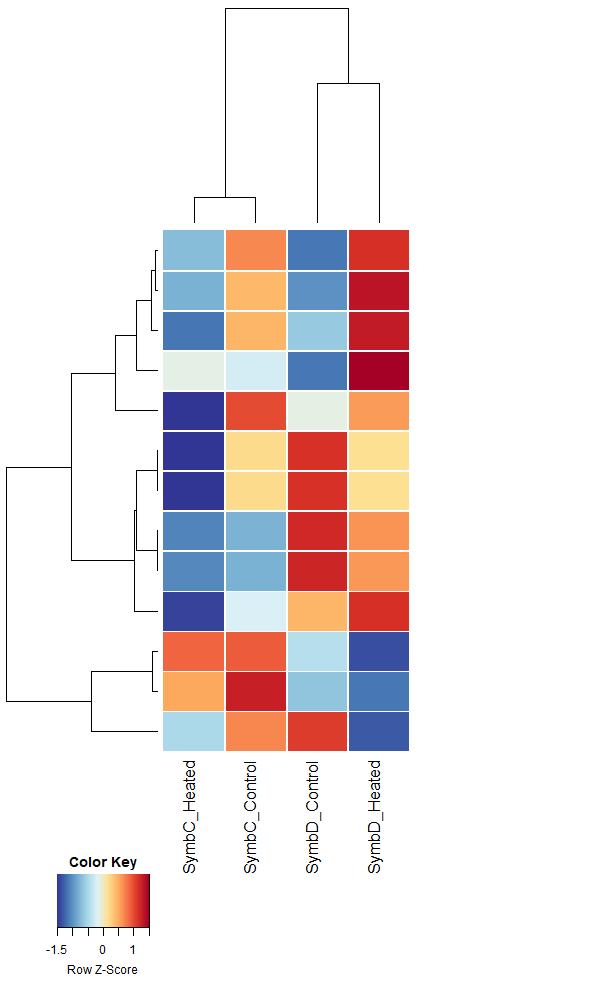 SymbC_Heated
SymbC_Control
SymbD_Control
SymbD_Heated
Color Key
-1.5 0 1
Row Z-Score